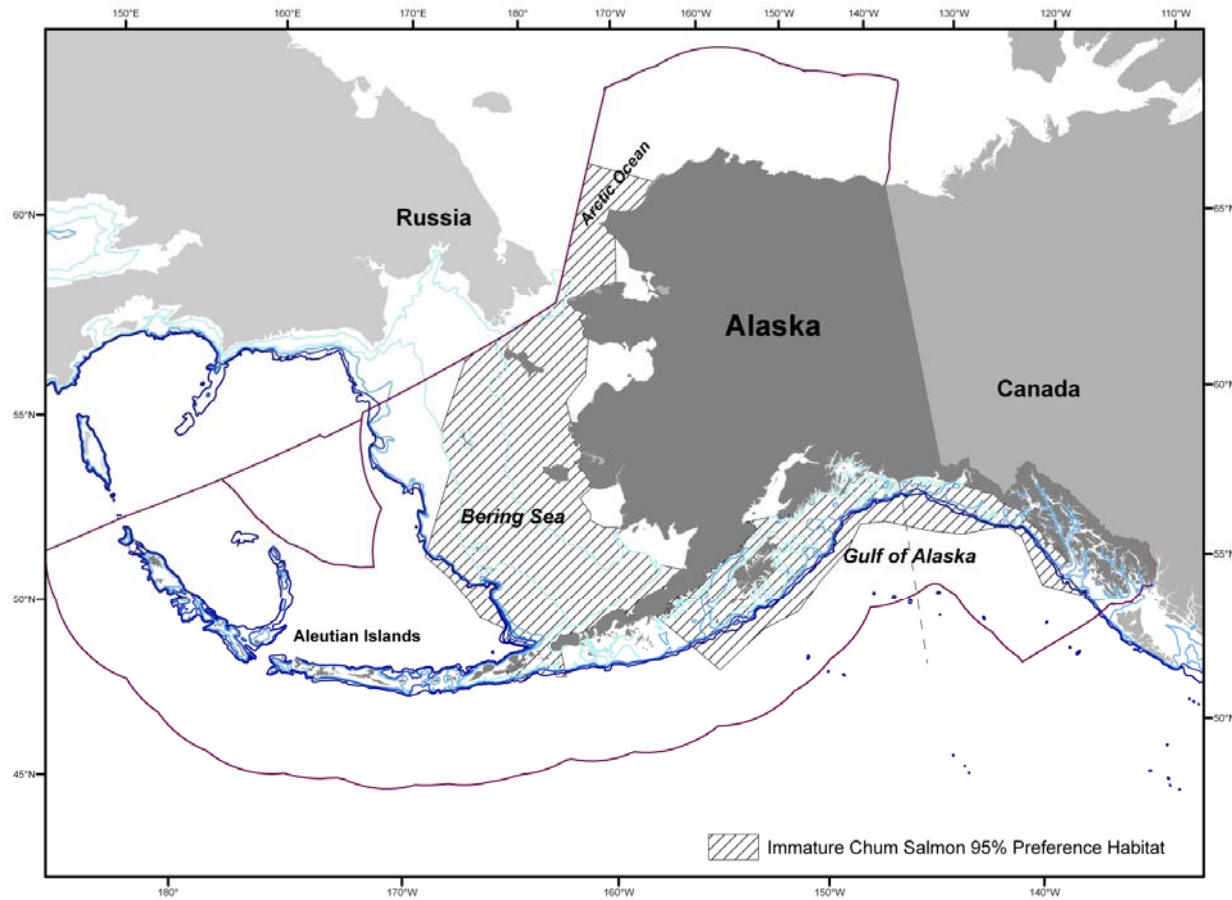 150°E 160°E 170°E 180° 170°W 160°W 150°W 140°W 130°W 120°W 110°W
Arctic Ocean
60°N
65°N
Russia
Alaska
Canada
60°N
55°N
Bering Sea
Gulf of Alaska
55°N
50°N
Aleutian Islands
50°N
45°N
Immature Chum Salmon 95% Preference Habitat
180° 170°W 160°W 150°W 140°W